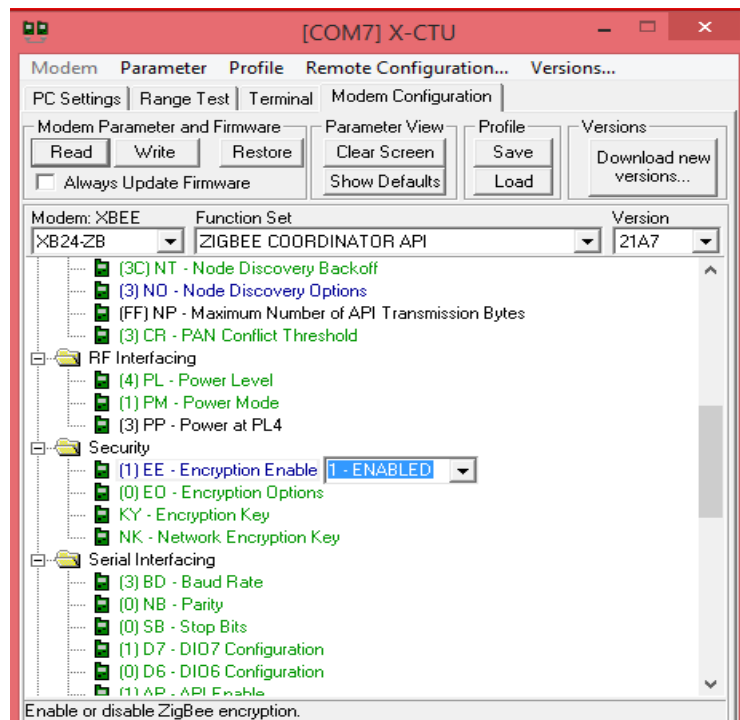 [COM7] X-CTU
Modem Parameter Profile Remote Configuration... Versions...
PC Settings Range Test Terminal Modem Configuration
Modem Parameter and Firmware Parameter View Profile Versions
Read Write Restore Clear Screen Save Download new versions...
Always Update Firmware Show Defaults Load
Modem: XBEE Function Set Version
XB24-ZB ZIGBEE COORDINATOR API 21A7
(3C) NT - Node Discovery Backoff
(3) NO - Node Discovery Options
(FF) NP - Maximum Number of API Transmission Bytes
(3) CR - PAN Conflict Threshold
RF Interfacing
(4) PL - Power Level
(1) PM - Power Mode
(3) PP - Power at PL4
Security
(1) EE - Encryption Enable 1 - ENABLED
(0) EO - Encryption Options
KY - Encryption Key
NK - Network Encryption Key
Serial Interfacing
(3) BD - Baud Rate
(0) NB - Parity
(0) SB - Stop Bits
(1) D7 - DIO7 Configuration
(0) D6 - DIO6 Configuration
(1) AP - API Enable
Enable or disable ZigBee encryption.